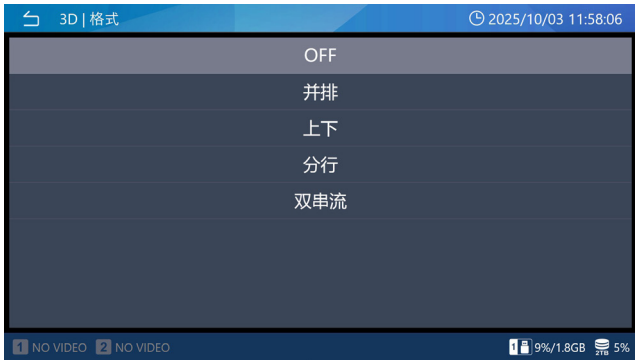 3D | 格式
2025/10/03 11:58:06
OFF
并排
上下
分行
双串流
1 NO VIDEO 2 NO VIDEO
1 9%/1.8GB 2TB 5%